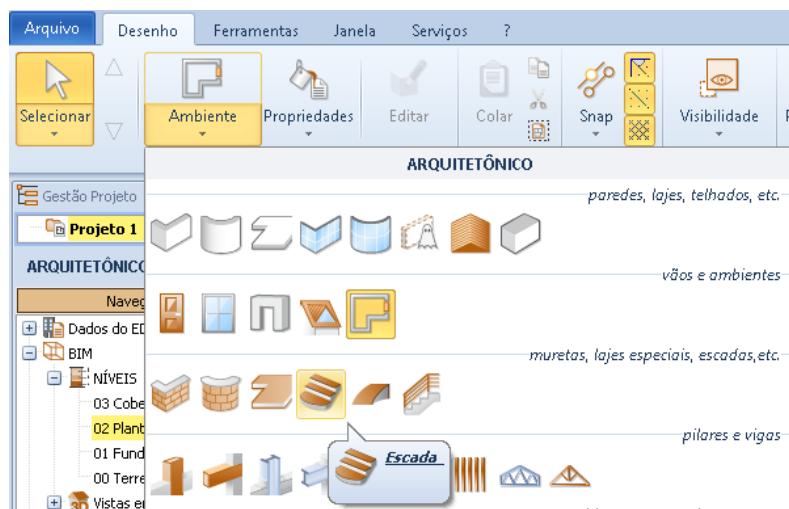 Arquivo Desenho Ferramentas Janela Serviços ?
Selecionar Ambiente Propriedades Editar Colar Snap Visibilidade
ARQUITETÔNICO
Gestão Projeto
paredes, lajes, telhados, etc.
Projeto 1
ARQUITETÔNICO
vãos e ambientes
Naveg
Dados do ED
BIM
muretas, lajes especiais, escadas,etc.
NÍVEIS
03 Cobe
02 Plant
01 Fund
pilares e vigas
Escada
00 Terre
3D Vistas e